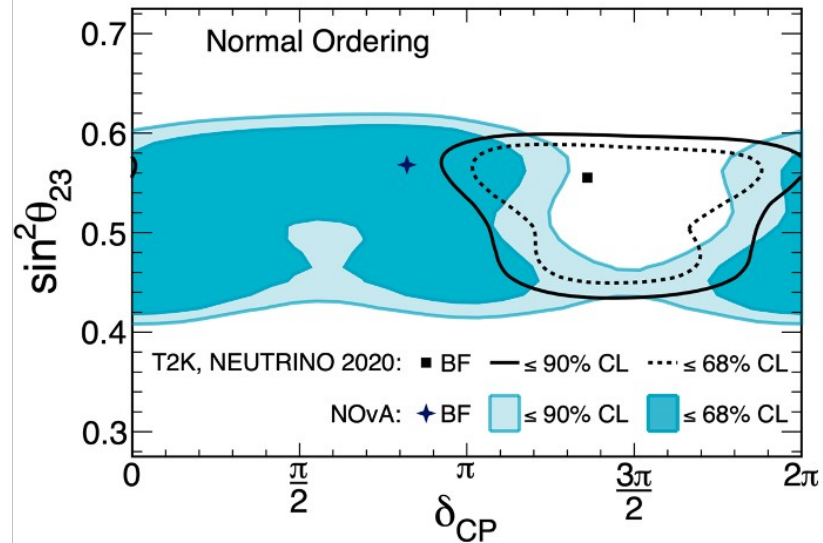 0.7
Normal Ordering
0.6
0.5
0.4
0.3
sin²θ₂₃
T2K, NEUTRINO 2020: BF ≤ 90% CL ≤ 68% CL
NOvA: BF ≤ 90% CL ≤ 68% CL
0 π/2 π 3π/2 2π
δCP